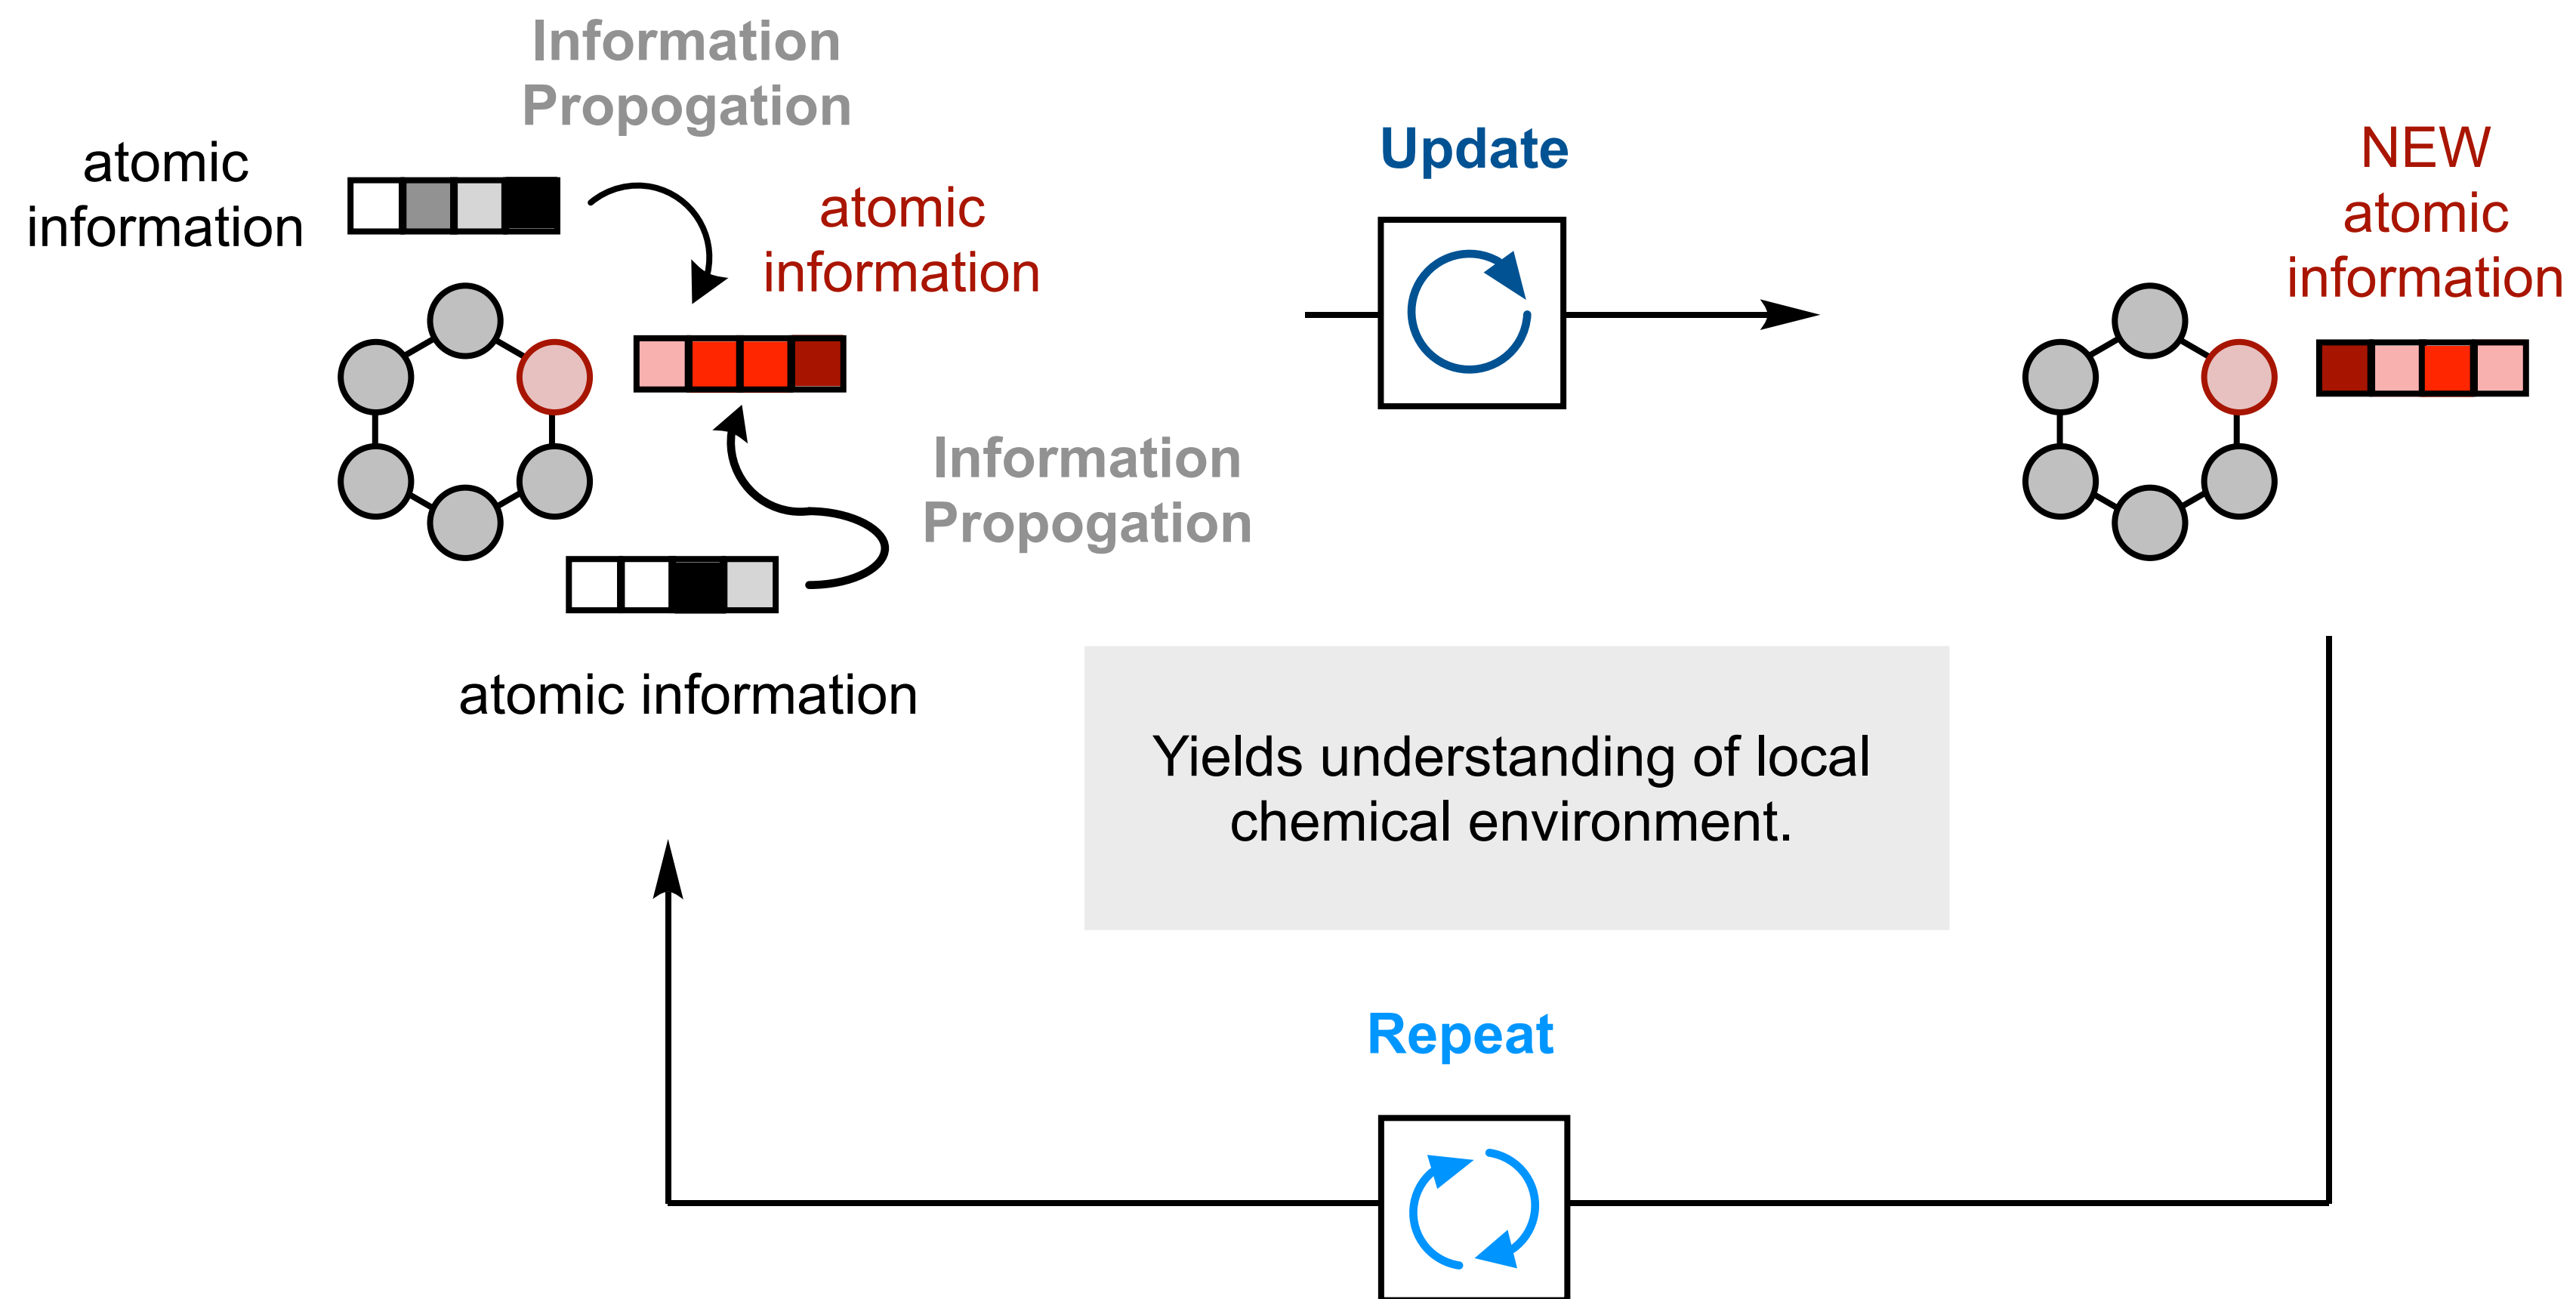 Information
Propogation
atomic
information
atomic
information
Update
NEW
atomic
information
Information
Propogation
atomic information
Yields understanding of local
chemical environment.
Repeat